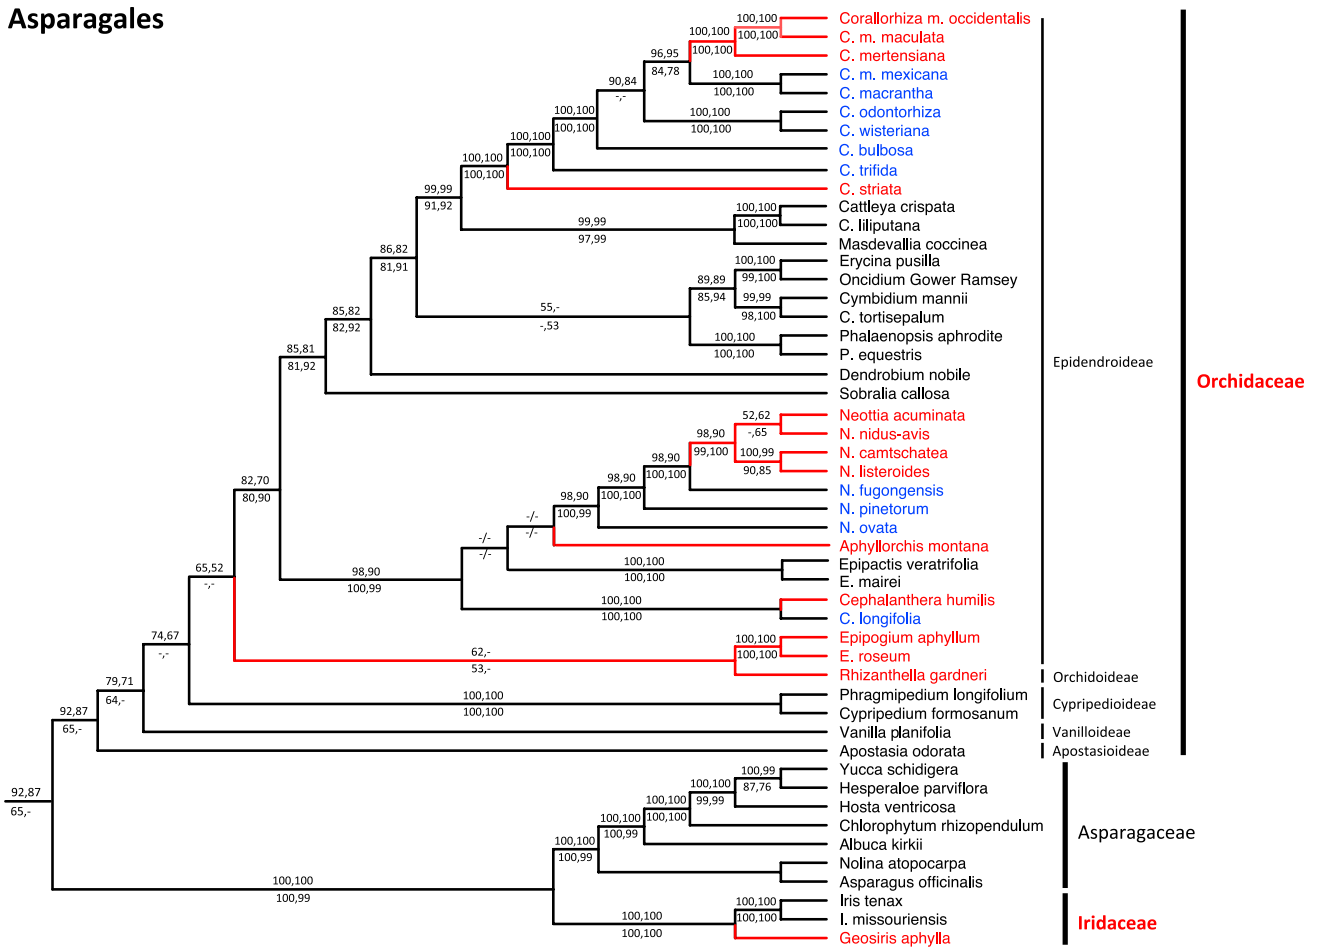 Asparagales
100,100
Corallorhiza m. occidentalis
100,100
100,100
C. m. maculata
96,95
100,100
C. mertensiana
84,78
100,100
C. m. mexicana
90,84
100,100
C. macrantha
-,-
100,100
C. odontorhiza
100,100
100,100
C. wisteriana
100,100
100,100
C. bulbosa
100,100
100,100
C. trifida
100,100
C. striata
99,99
91,92
100,100
Cattleya crispata
99,99
100,100
C. liliputana
97,99
Masdevallia coccinea
86,82
81,91
100,100
Erycina pusilla
89,89
99,100
Oncidium Gower Ramsey
85,94
99,99
Cymbidium mannii
55,-
98,100
C. tortisepalum
85,82
-,53
82,92
100,100
Phalaenopsis aphrodite
85,81
100,100
P. equestris
81,92
Epidendroideae
Dendrobium nobile
Orchidaceae
Sobralia callosa
52,62
Neottia acuminata
98,90
-,65
N. nidus-avis
99,100
100,99
N. camtschatea
98,90
90,85
N. listeroides
98,90
100,100
82,70
N. fugongensis
98,90
100,100
80,90
N. pinetorum
-/-
100,99
N. ovata
-/-
-/-
Aphyllorchis montana
-/-
100,100
Epipactis veratrifolia
65,52
98,90
100,100
E. mairei
-,-
100,99
100,100
Cephalanthera humilis
100,100
C. longifolia
74,67
100,100
Epipogium aphyllum
-,-
62,-
100,100
E. roseum
53,-
Rhizanthella gardneri
Orchidoideae
79,71
64,-
100,100
Phragmipedium longifolium
100,100
Cypripedium formosanum
Cypripedioideae
92,87
65,-
Vanilla planifolia
Vanilloideae
Apostasia odorata
Apostasioideae
100,99
Yucca schidigera
100,100
87,76
Hesperaloe parviflora
92,87
99,99
Hosta ventricosa
65,-
100,100
100,100
Chlorophytum rhizopendulum
Asparagaceae
100,100
100,99
Albuca kirkii
100,100
100,99
Nolina atopocarpa
100,100
Asparagus officinalis
100,99
100,100
Iris tenax
100,100
100,100
I. missouriensis
Iridaceae
100,100
Geosiris aphylla